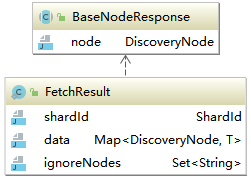 BaseNodeResponse
node DiscoveryNode
FetchResult
shardId ShardId
data Map<DiscoveryNode, T>
ignoreNodes Set<String>